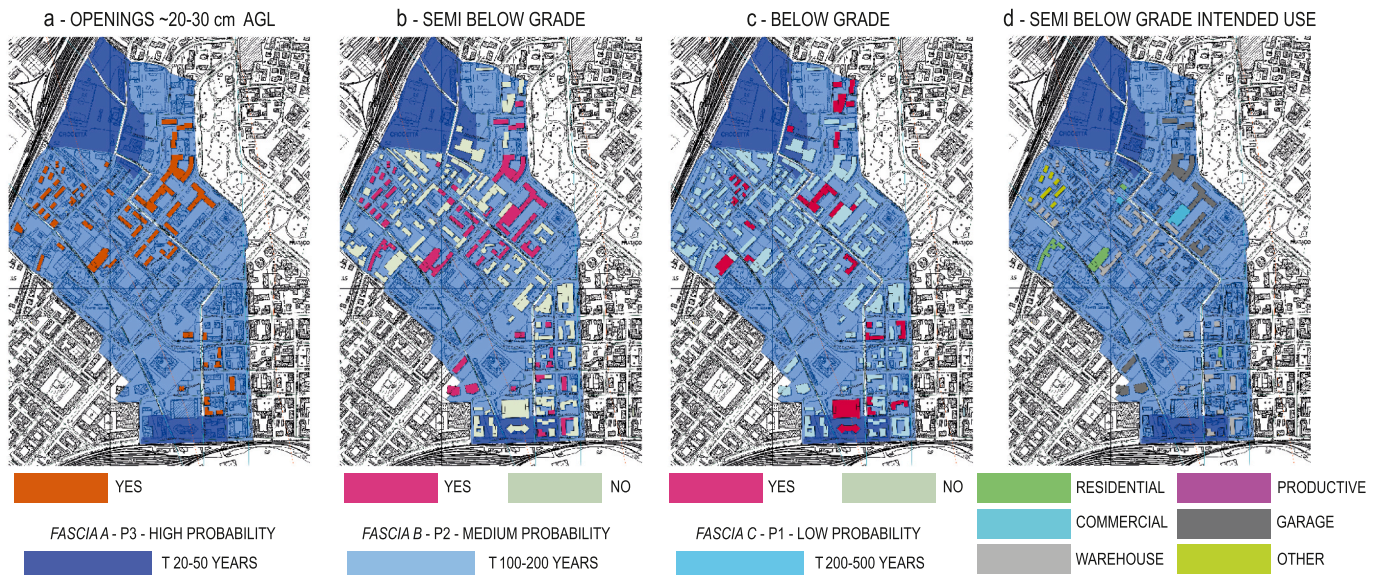 a - OPENINGS ~20-30 cm AGL
b - SEMI BELOW GRADE
c - BELOW GRADE
d - SEMI BELOW GRADE INTENDED USE
YES
YES
NO
YES
NO
RESIDENTIAL
PRODUCTIVE
COMMERCIAL
GARAGE
WAREHOUSE
OTHER
FASCIA A - P3 - HIGH PROBABILITY
FASCIA B - P2 - MEDIUM PROBABILITY
FASCIA C - P1 - LOW PROBABILITY
T 20-50 YEARS
T 100-200 YEARS
T 200-500 YEARS